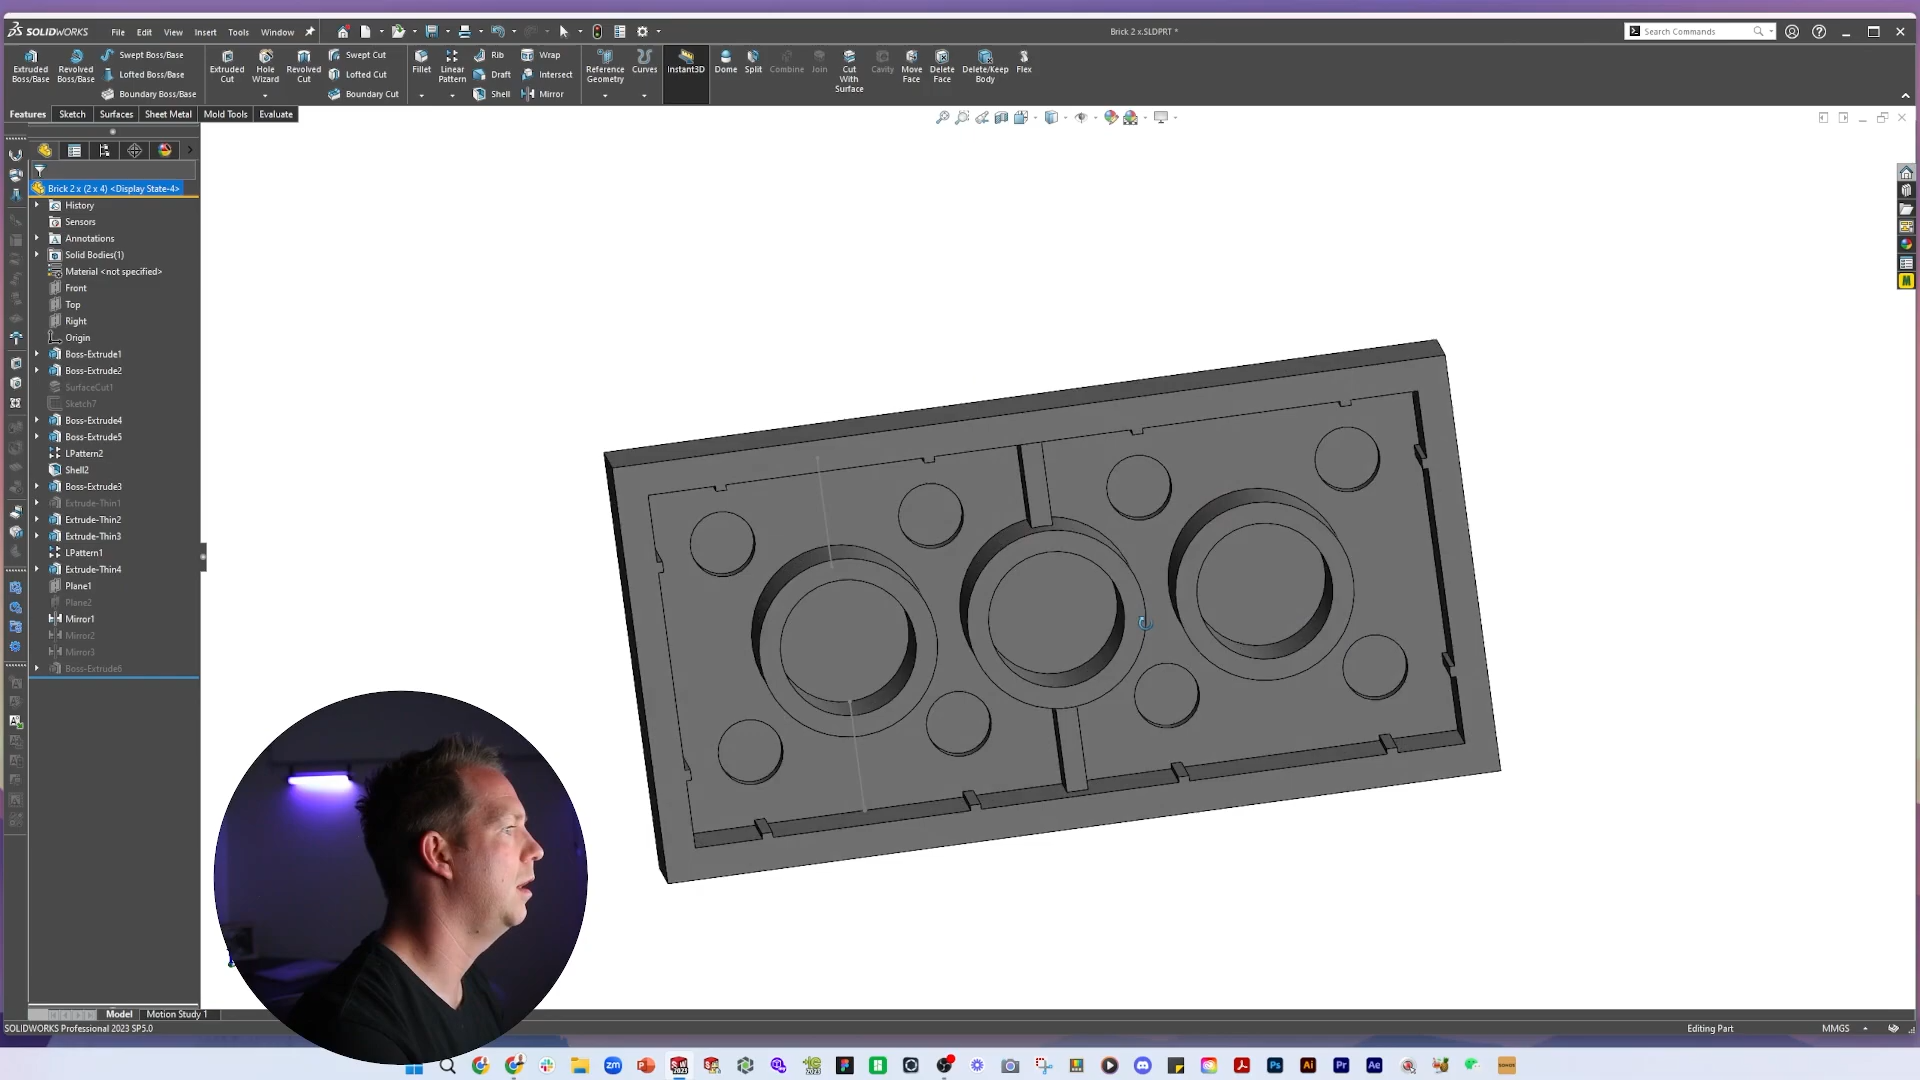 SOLIDWORKS File Edit View Insert Tools Window Brick 2 x.SLDPRT * Search Commands
Extruded Boss/Base
Revolved Boss/Base
Swept Boss/Base
Lofted Boss/Base
Boundary Boss/Base
Extruded Cut
Hole Wizard
Revolved Cut
Swept Cut
Lofted Cut
Boundary Cut
Fillet
Linear Pattern
Rib
Draft
Shell
Wrap
Intersect
Mirror
Reference Geometry
Curves
Instant3D
Dome
Split
Combine
Join
Cut With Surface
Cavity
Move Face
Delete Face
Delete/Keep Body
Flex
Features Sketch Surfaces Sheet Metal Mold Tools Evaluate
Brick 2 x (2 x 4) <Display State-4>
History
Sensors
Annotations
Solid Bodies(1)
Material <not specified>
Front
Top
Right
Origin
Boss-Extrude1
Boss-Extrude2
SurfaceCut1
Sketch7
Boss-Extrude4
Boss-Extrude5
LPattern2
Shell2
Boss-Extrude3
Extrude-Thin1
Extrude-Thin2
Extrude-Thin3
LPattern1
Extrude-Thin4
Plane1
Plane2
Mirror1
Mirror2
Mirror3
Boss-Extrude6
Model Motion Study 1
SOLIDWORKS Professional 2023 SP5.0 Editing Part MMGS